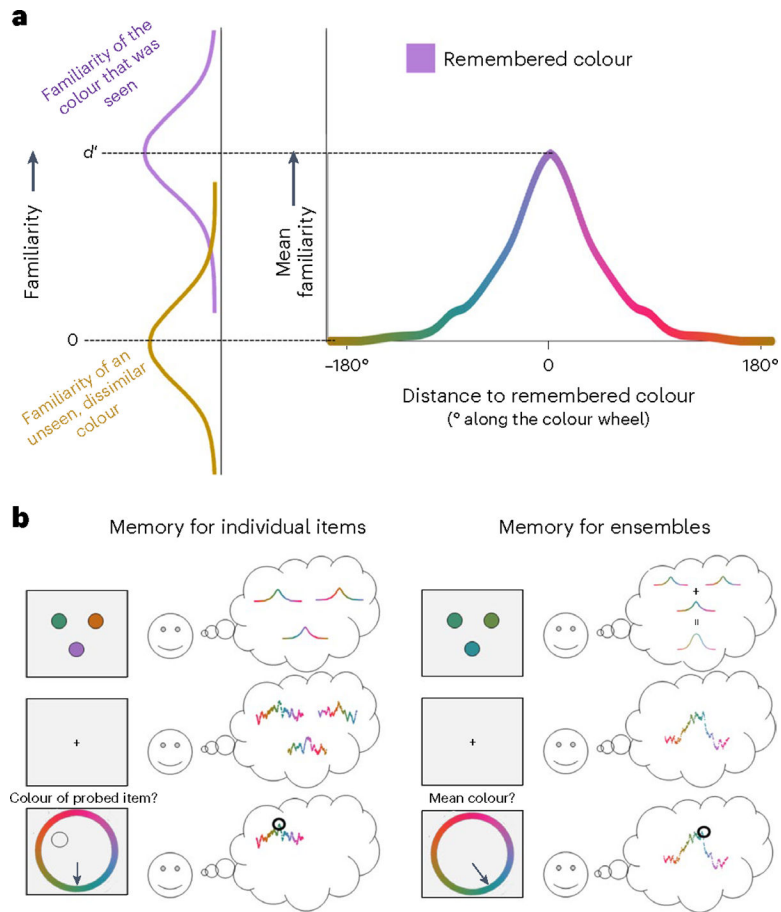 a
Familiarity of the
colour that was
seen
Remembered colour
d′
Familiarity
Mean
familiarity
0
Familiarity of an
unseen, dissimilar
colour
–180°
0
180°
Distance to remembered colour
(° along the colour wheel)
b
Memory for individual items
Memory for ensembles
+
=
+
+
Colour of probed item?
Mean colour?